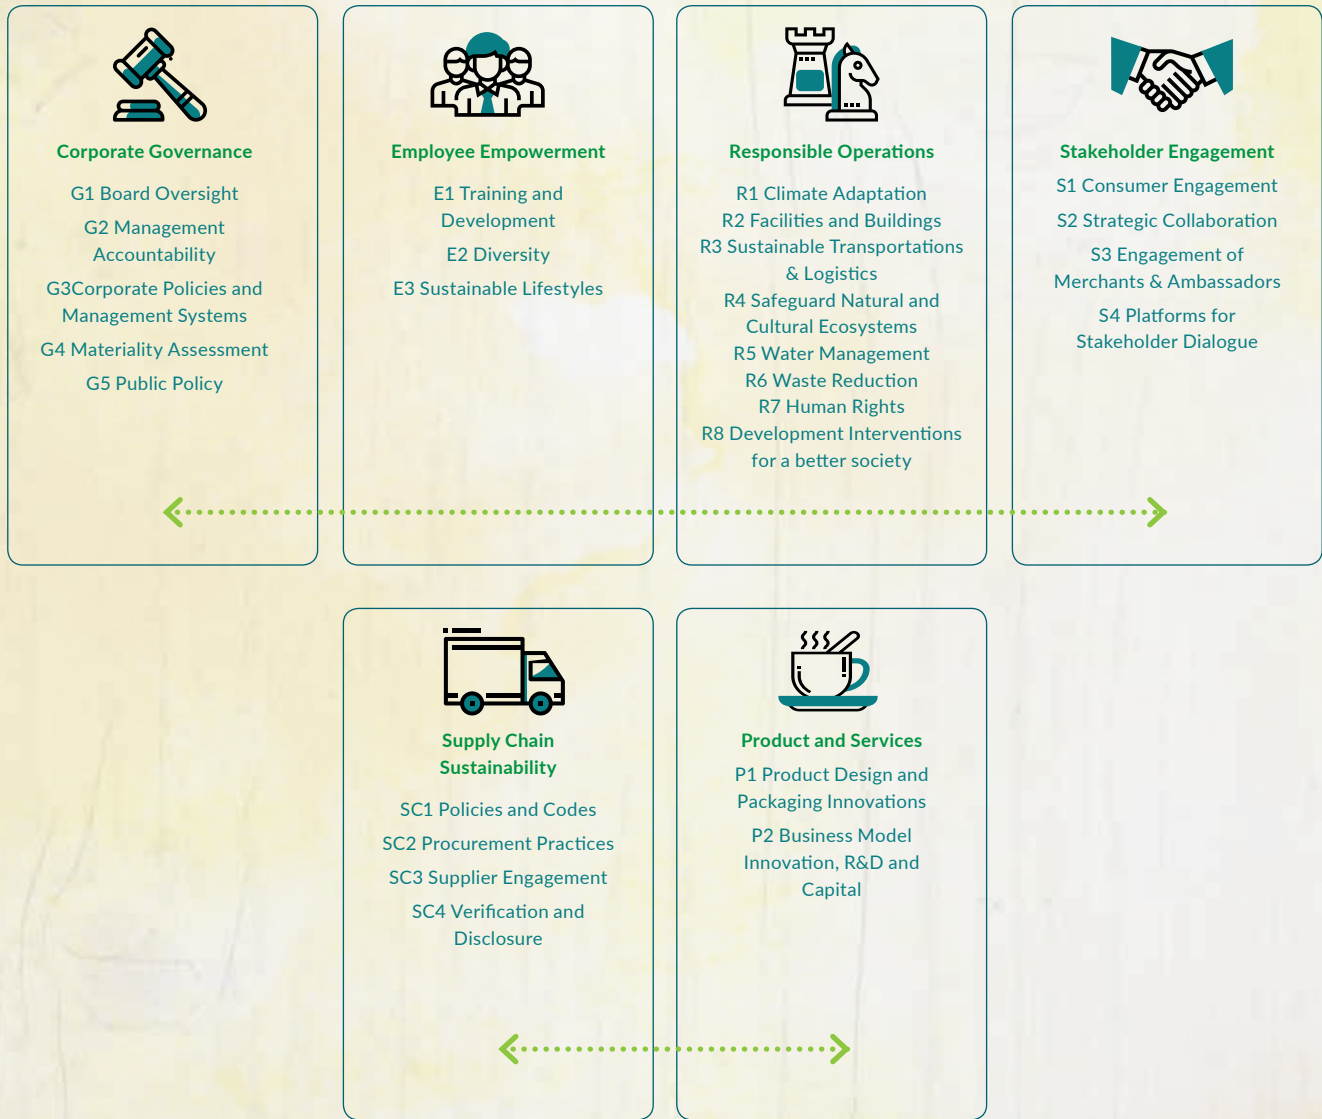 Corporate Governance
G1 Board Oversight
G2 Management
Accountability
G3Corporate Policies and
Management Systems
G4 Materiality Assessment
G5 Public Policy
Employee Empowerment
E1 Training and
Development
E2 Diversity
E3 Sustainable Lifestyles
Responsible Operations
R1 Climate Adaptation
R2 Facilities and Buildings
R3 Sustainable Transportations
& Logistics
R4 Safeguard Natural and
Cultural Ecosystems
R5 Water Management
R6 Waste Reduction
R7 Human Rights
R8 Development Interventions
for a better society
Stakeholder Engagement
S1 Consumer Engagement
S2 Strategic Collaboration
S3 Engagement of
Merchants & Ambassadors
S4 Platforms for
Stakeholder Dialogue
Supply Chain
Sustainability
SC1 Policies and Codes
SC2 Procurement Practices
SC3 Supplier Engagement
SC4 Verification and
Disclosure
Product and Services
P1 Product Design and
Packaging Innovations
P2 Business Model
Innovation, R&D and
Capital